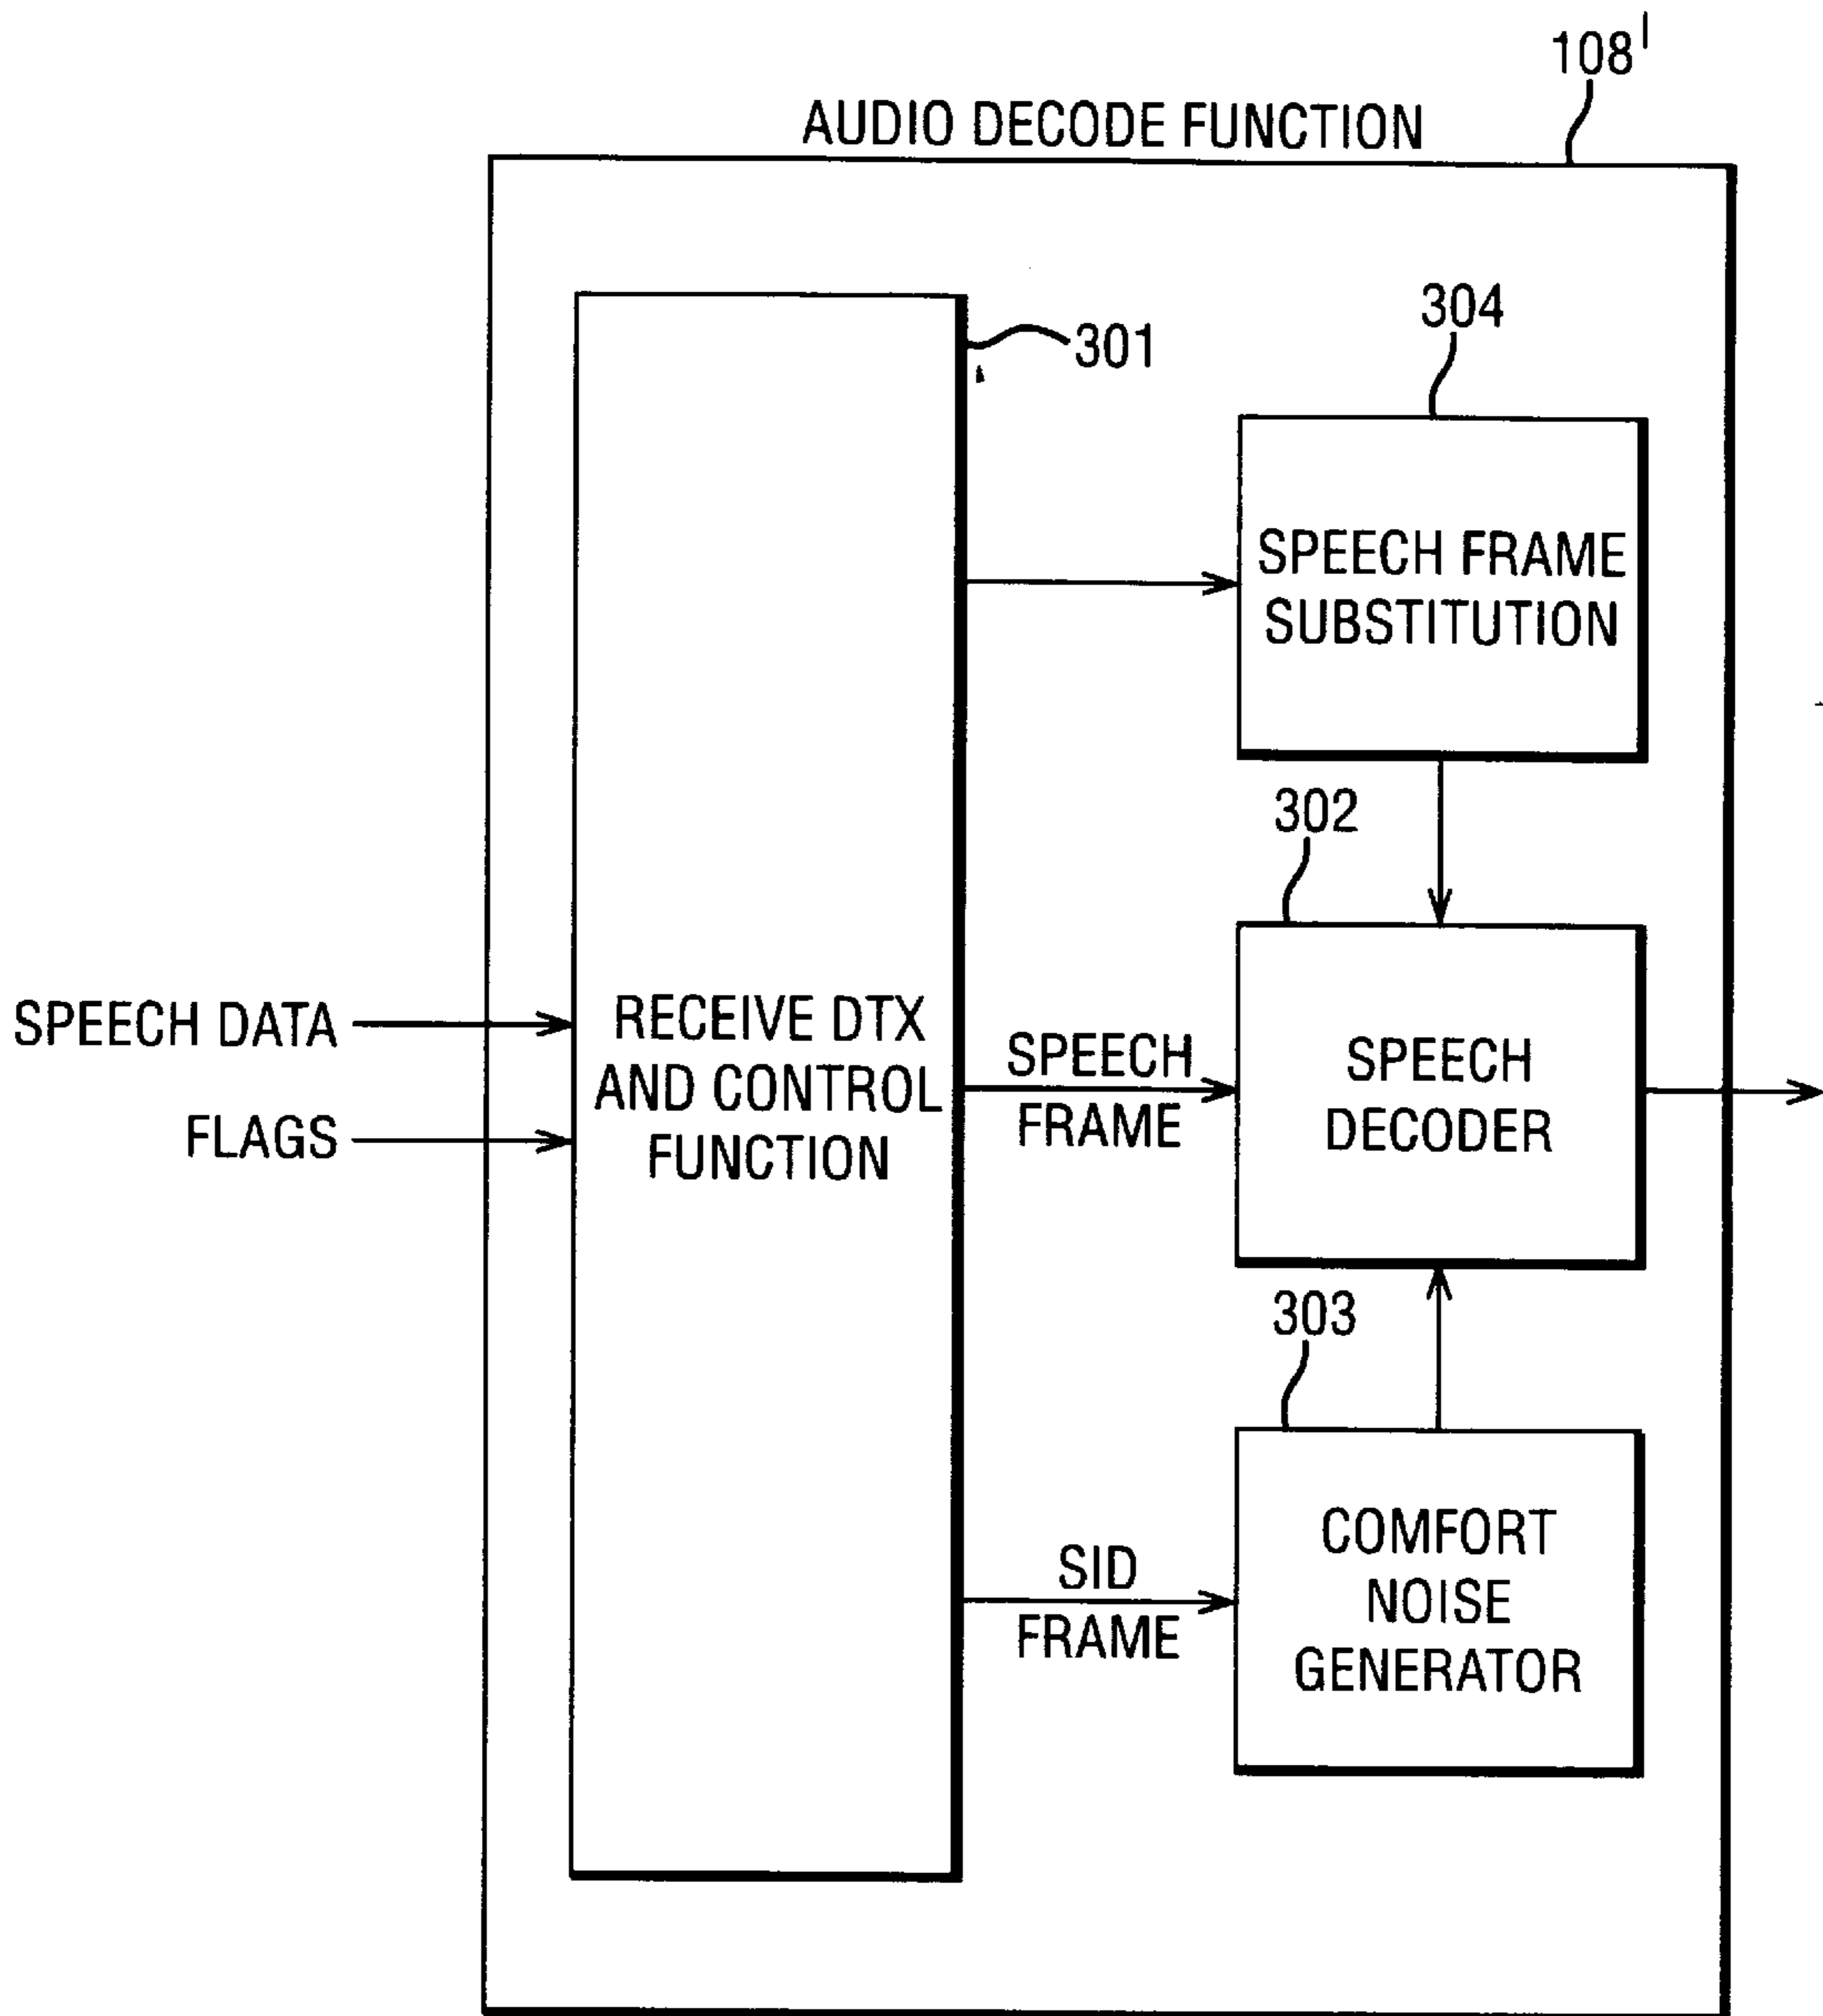 108'
AUDIO DECODE FUNCTION
304
301
SPEECH FRAME
SUBSTITUTION
302
SPEECH DATA
FLAGS
RECEIVE DTX
AND CONTROL
FUNCTION
SPEECH
FRAME
SPEECH
DECODER
303
SID
FRAME
COMFORT
NOISE
GENERATOR